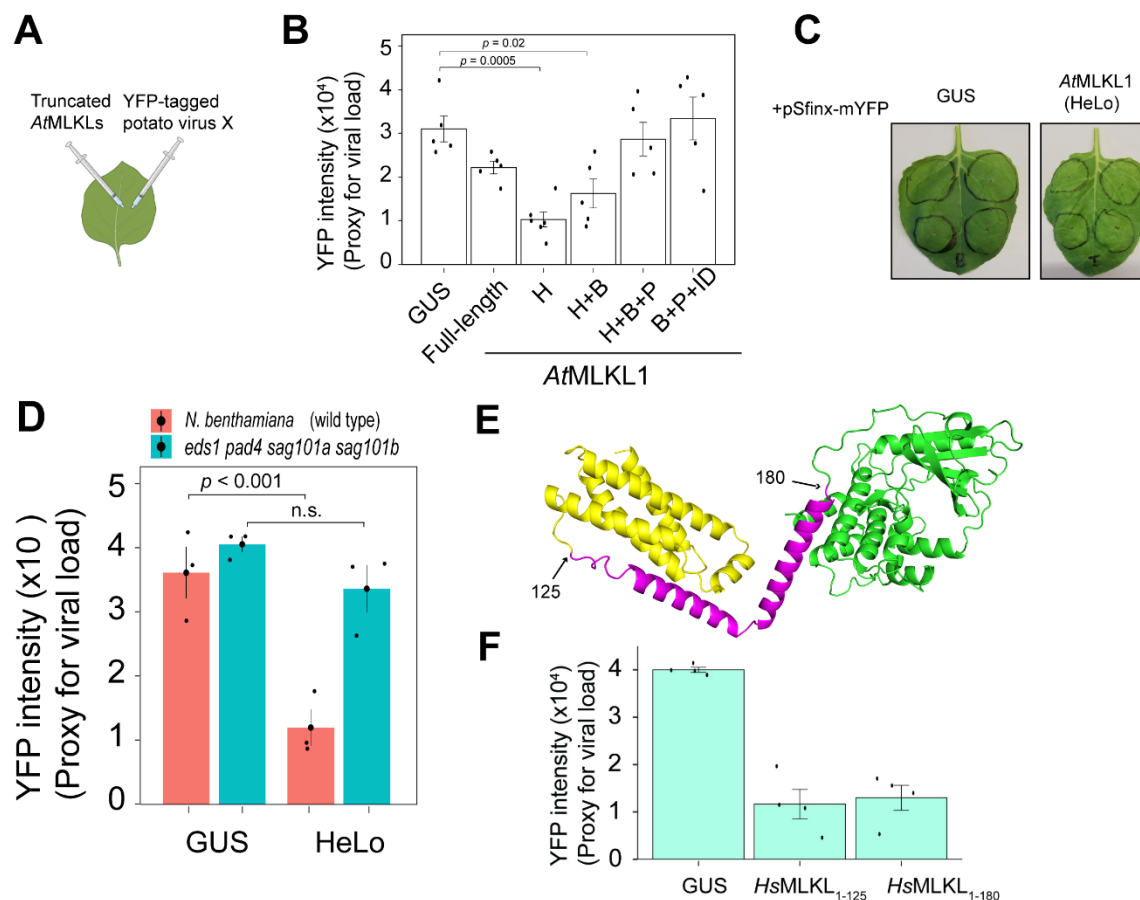 A
Truncated
AtMLKLs
YFP-tagged
potato virus X
B
YFP intensity (x10⁴)
(Proxy for viral load)
5
4
3
2
1
0
p = 0.02
p = 0.0005
GUS
Full-length
H
H+B
H+B+P
B+P+ID
AtMLKL1
C
+pSfinx-mYFP
GUS
AtMLKL1
(HeLo)
D
N. benthamiana (wild type)
eds1 pad4 sag101a sag101b
YFP intensity (x10 )
(Proxy for viral load)
5
4
3
2
1
0
p < 0.001
n.s.
GUS
HeLo
E
125
180
F
YFP intensity (x10⁴)
(Proxy for viral load)
4
2
1
0
GUS
HsMLKL₁₋₁₂₅
HsMLKL₁₋₁₈₀